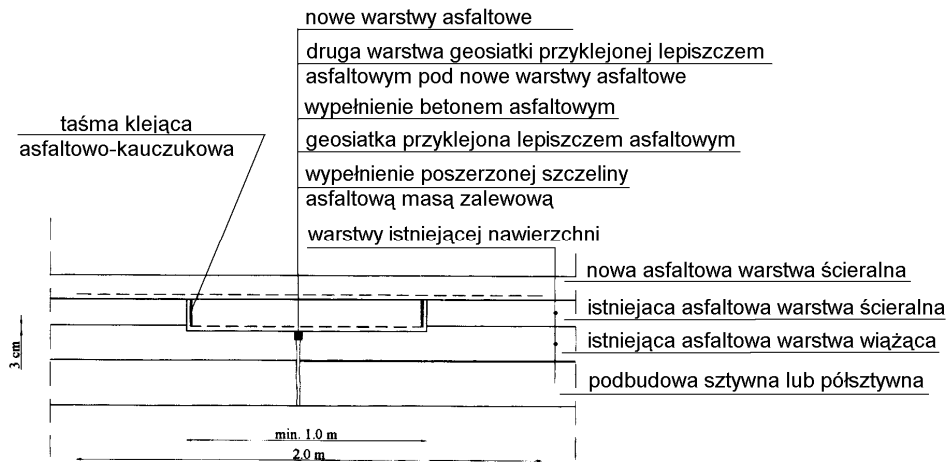 nowe warstwy asfaltowe
druga warstwa geosiatki przyklejonej lepiszczem
asfaltowym pod nowe warstwy asfaltowe
wypełnienie betonem asfaltowym
taśma klejąca
asfaltowo-kauczukowa
geosiatka przyklejona lepiszczem asfaltowym
wypełnienie poszerzonej szczeliny
asfaltową masą zalewową
warstwy istniejącej nawierzchni
nowa asfaltowa warstwa ścieralna
istniejaca asfaltowa warstwa ścieralna
istniejąca asfaltowa warstwa wiążąca
podbudowa sztywna lub półsztywna
3 cm
min. 1.0 m
2.0 m